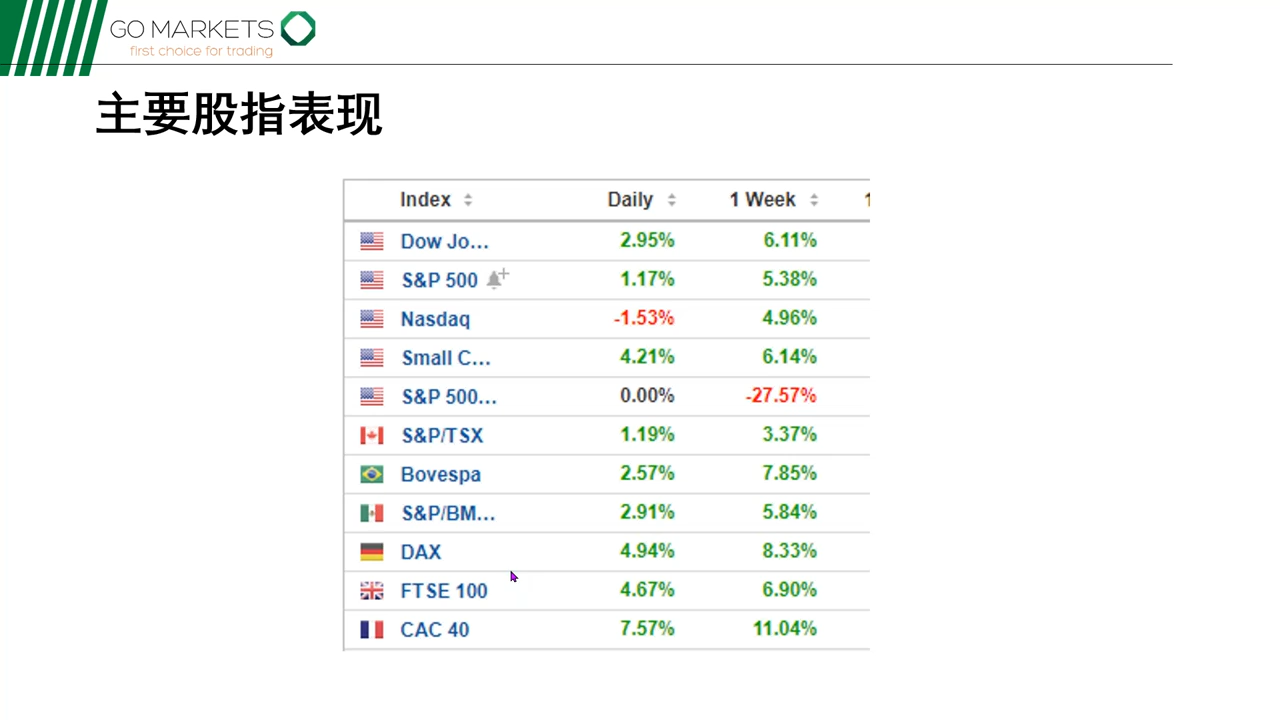 GO MARKETS
first choice for trading
主要股指表现
Index Daily 1 Week 1
Dow Jo... 2.95% 6.11%
S&P 500 1.17% 5.38%
Nasdaq -1.53% 4.96%
Small C... 4.21% 6.14%
S&P 500... 0.00% -27.57%
S&P/TSX 1.19% 3.37%
Bovespa 2.57% 7.85%
S&P/BM... 2.91% 5.84%
DAX 4.94% 8.33%
FTSE 100 4.67% 6.90%
CAC 40 7.57% 11.04%